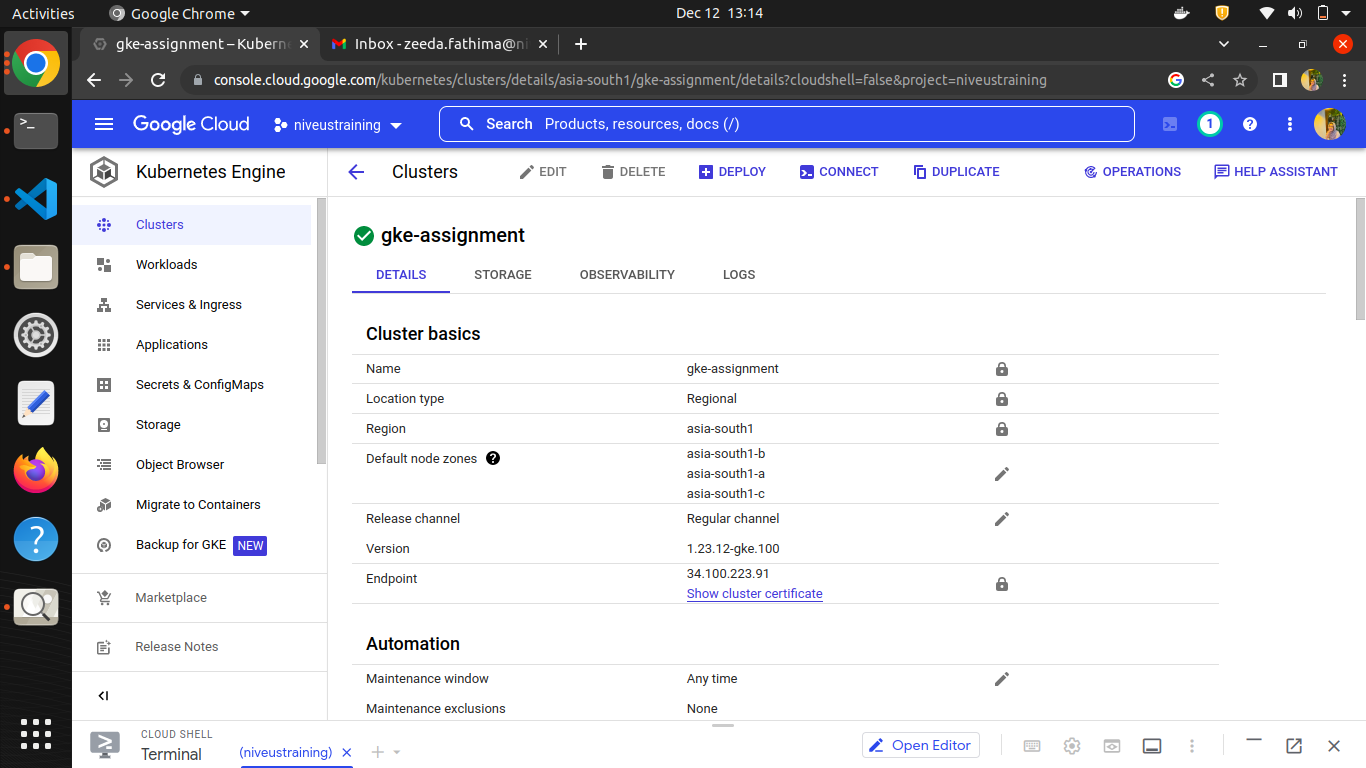 Activities
Google Chrome
Dec 12 13:14
gke-assignment – Kubern
Inbox - zeeda.fathima@ni
console.cloud.google.com/kubernetes/clusters/details/asia-south1/gke-assignment/details?cloudshell=false&project=niveustraining
Google Cloud
niveustraining
Search Products, resources, docs (/)
1
Kubernetes Engine
Clusters
EDIT
DELETE
DEPLOY
CONNECT
DUPLICATE
OPERATIONS
HELP ASSISTANT
Clusters
Workloads
Services & Ingress
Applications
Secrets & ConfigMaps
Storage
Object Browser
Migrate to Containers
Backup for GKE NEW
Marketplace
Release Notes
gke-assignment
DETAILS
STORAGE
OBSERVABILITY
LOGS
Cluster basics
Name gke-assignment
Location type Regional
Region asia-south1
Default node zones asia-south1-b
asia-south1-a
asia-south1-c
Release channel Regular channel
Version 1.23.12-gke.100
Endpoint 34.100.223.91
Show cluster certificate
Automation
Maintenance window Any time
Maintenance exclusions None
CLOUD SHELL
Terminal
(niveustraining)
Open Editor